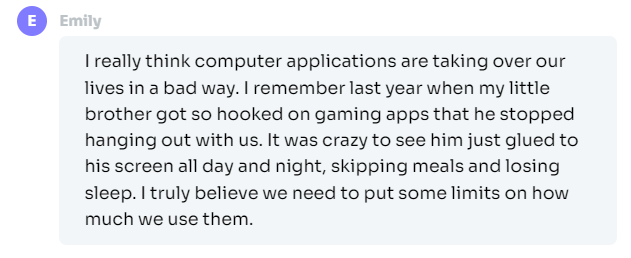 E Emily
I really think computer applications are taking over our
lives in a bad way. I remember last year when my little
brother got so hooked on gaming apps that he stopped
hanging out with us. It was crazy to see him just glued to
his screen all day and night, skipping meals and losing
sleep. I truly believe we need to put some limits on how
much we use them.